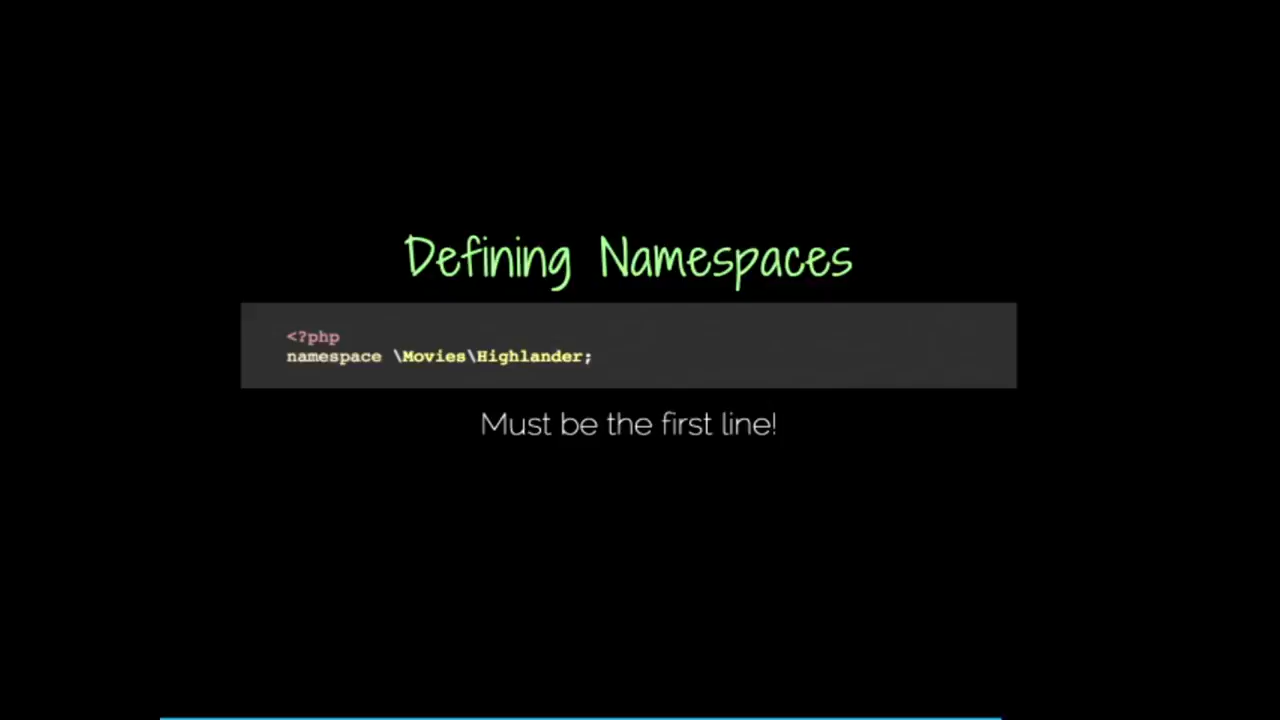 Defining Namespaces
<?php
namespace \Movies\Highlander;
Must be the first line!